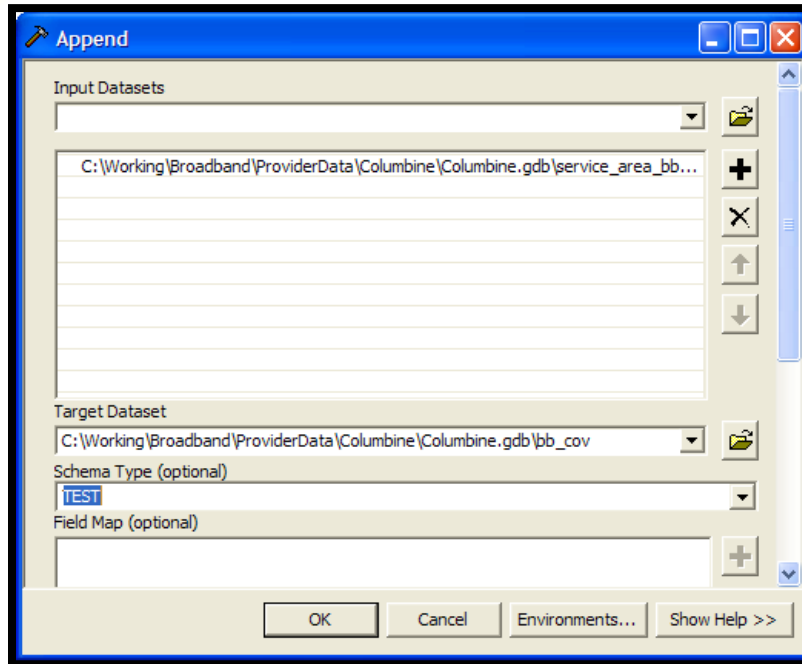 Append
Input Datasets
C:\Working\Broadband\ProviderData\Columbine\Columbine.gdb\service_area_bb...
Target Dataset
C:\Working\Broadband\ProviderData\Columbine\Columbine.gdb\bb_cov
Schema Type (optional)
TEST
Field Map (optional)
OK Cancel Environments... Show Help >>